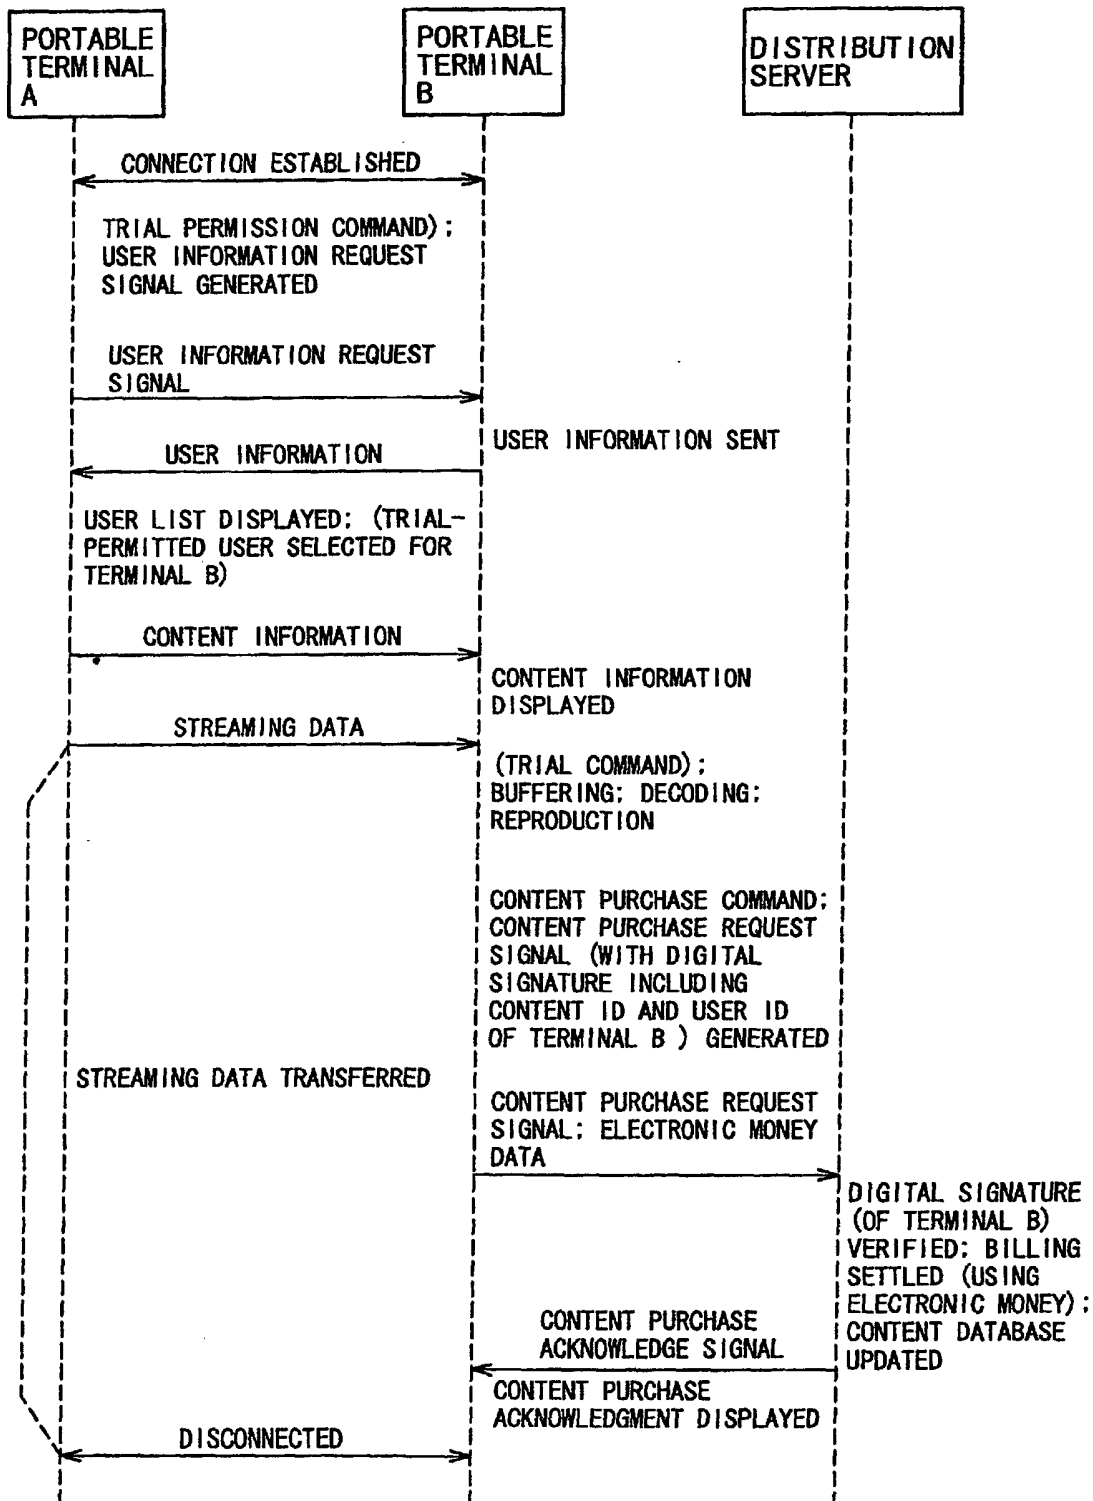 PORTABLE
TERMINAL
A
PORTABLE
TERMINAL
B
DISTRIBUTION
SERVER
CONNECTION ESTABLISHED
TRIAL PERMISSION COMMAND);
USER INFORMATION REQUEST
SIGNAL GENERATED
USER INFORMATION REQUEST
SIGNAL
USER INFORMATION SENT
USER INFORMATION
USER LIST DISPLAYED; (TRIAL-
PERMITTED USER SELECTED FOR
TERMINAL B)
CONTENT INFORMATION
CONTENT INFORMATION
DISPLAYED
STREAMING DATA
(TRIAL COMMAND);
BUFFERING; DECODING;
REPRODUCTION
CONTENT PURCHASE COMMAND;
CONTENT PURCHASE REQUEST
SIGNAL (WITH DIGITAL
SIGNATURE INCLUDING
CONTENT ID AND USER ID
OF TERMINAL B ) GENERATED
STREAMING DATA TRANSFERRED
CONTENT PURCHASE REQUEST
SIGNAL; ELECTRONIC MONEY
DATA
DIGITAL SIGNATURE
(OF TERMINAL B)
VERIFIED; BILLING
SETTLED (USING
ELECTRONIC MONEY);
CONTENT DATABASE
UPDATED
CONTENT PURCHASE
ACKNOWLEDGE SIGNAL
CONTENT PURCHASE
ACKNOWLEDGMENT DISPLAYED
DISCONNECTED